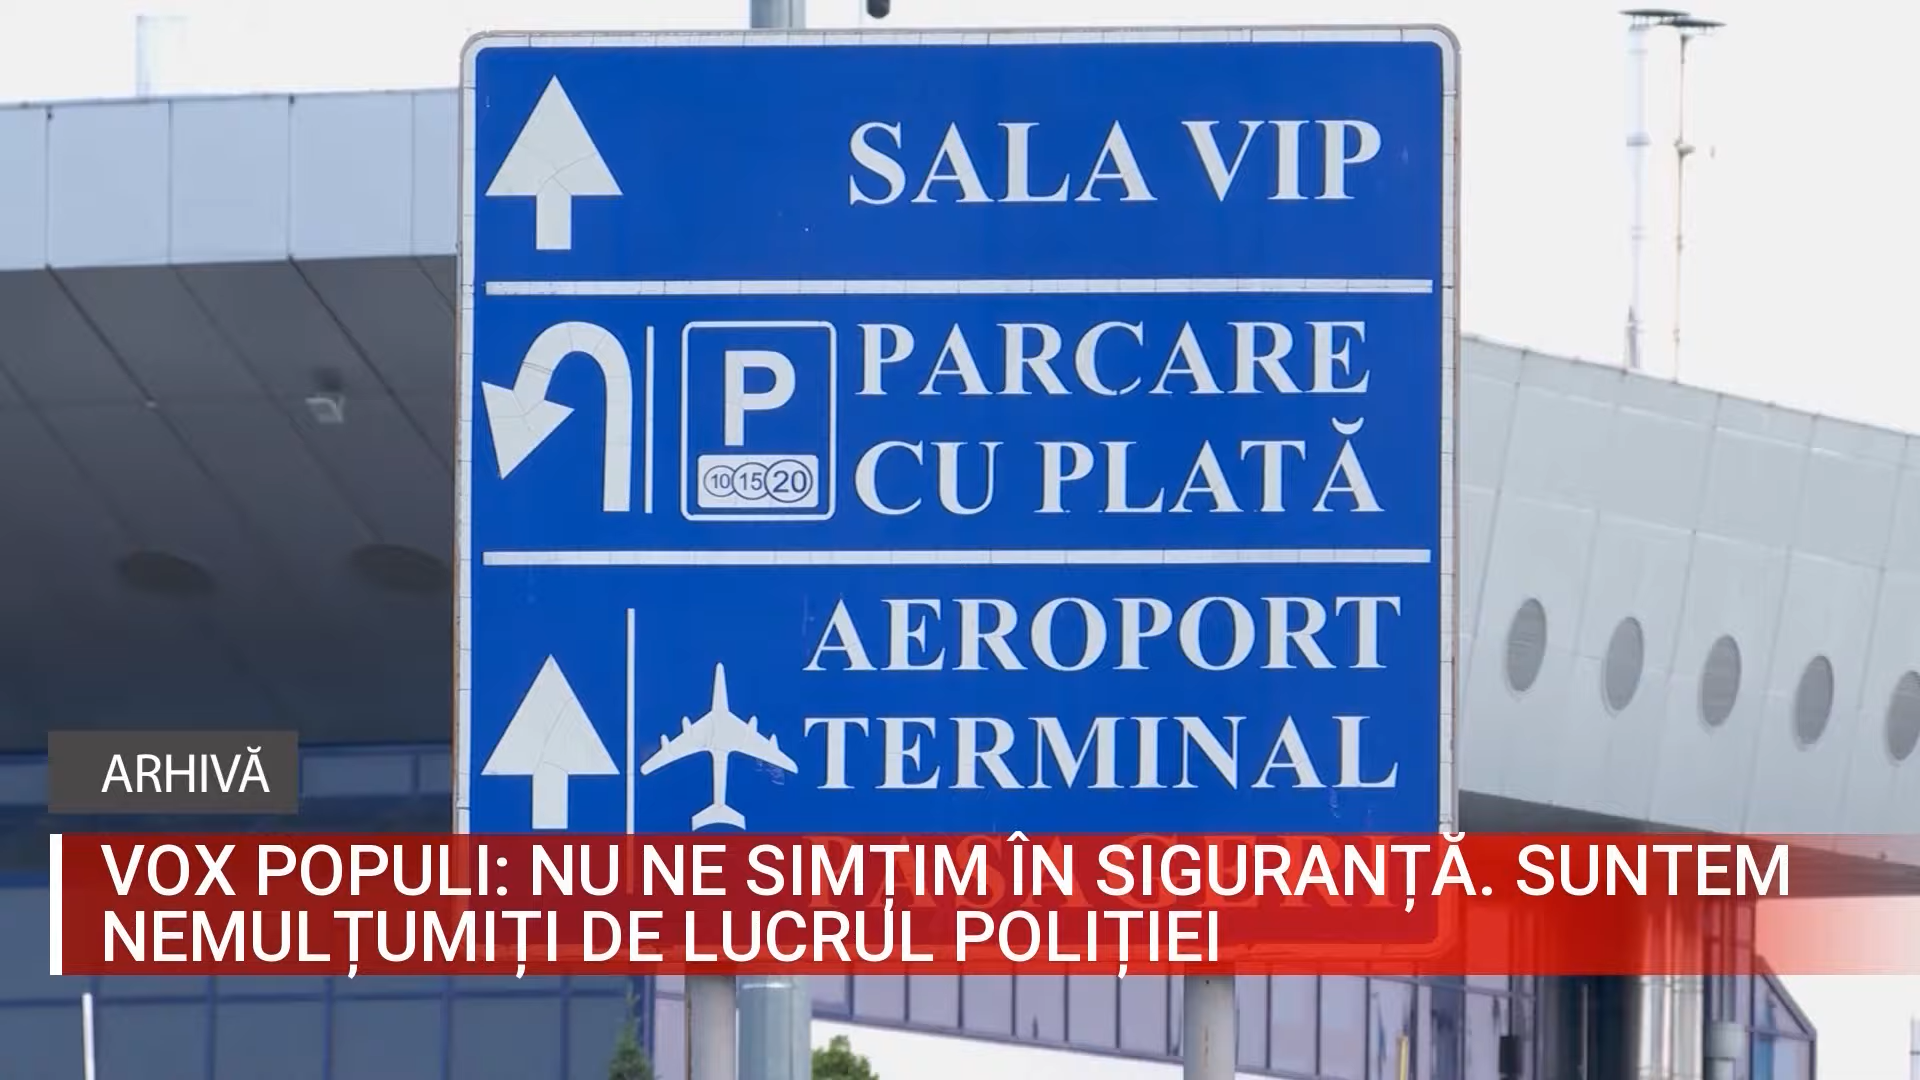 SALA VIP
P
10 15 20
PARCARE
CU PLATĂ
AEROPORT
TERMINAL
PASAGERI
ARHIVĂ
VOX POPULI: NU NE SIMȚIM ÎN SIGURANȚĂ. SUNTEM
NEMULȚUMIȚI DE LUCRUL POLIȚIEI